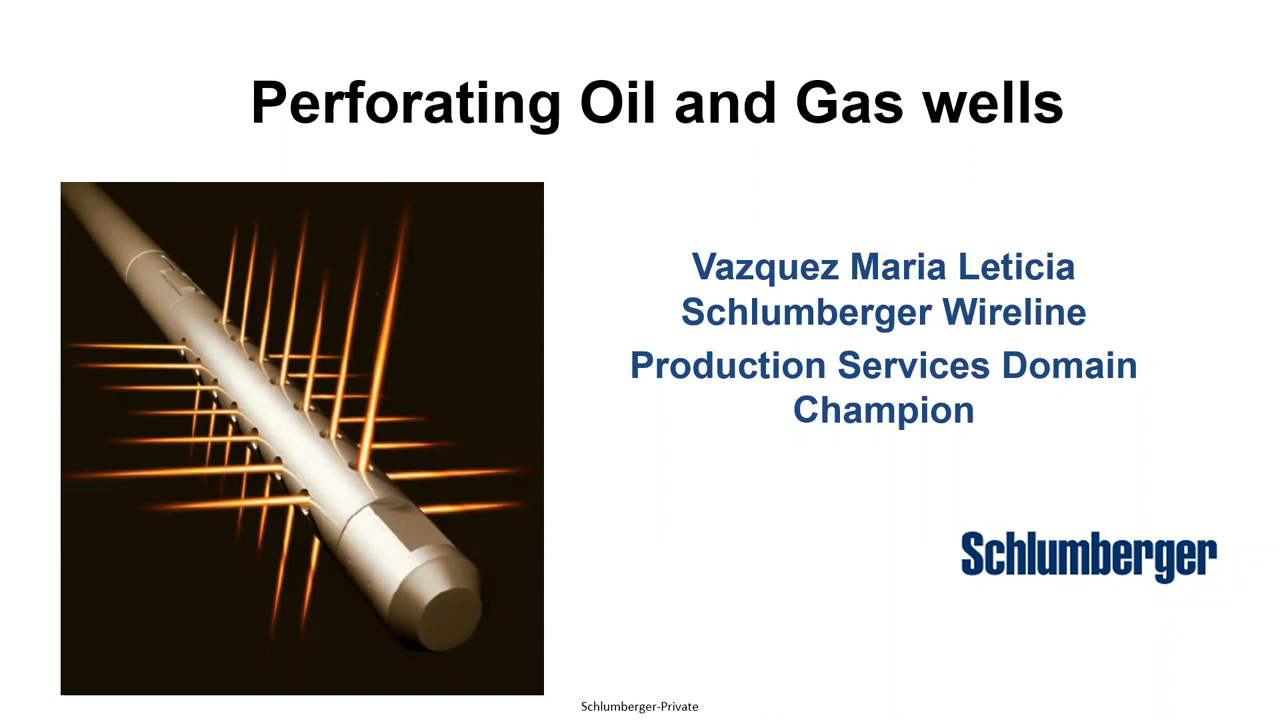 Perforating Oil and Gas wells
Vazquez Maria Leticia
Schlumberger Wireline
Production Services Domain
Champion
Schlumberger
Schlumberger-Private